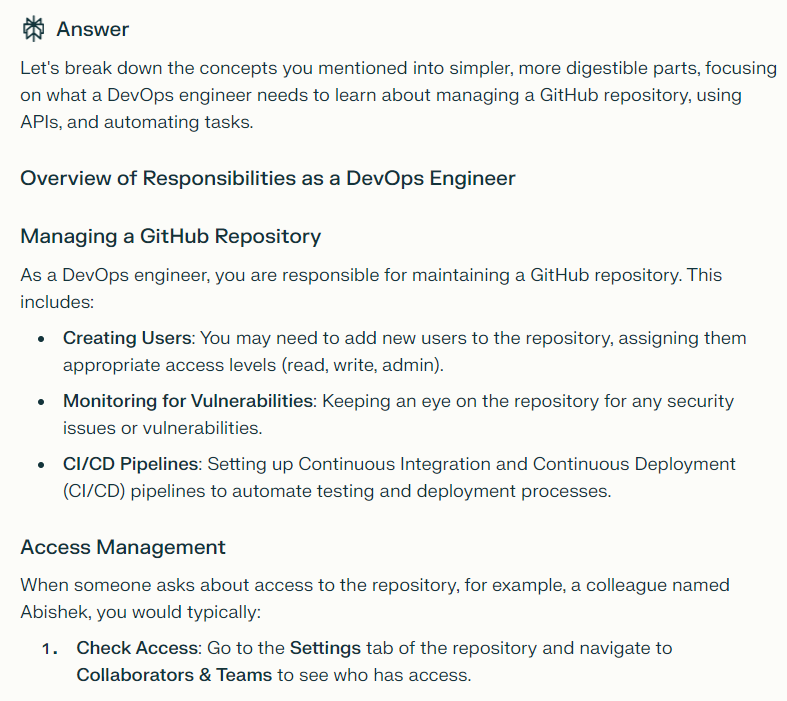 Answer
Let's break down the concepts you mentioned into simpler, more digestible parts, focusing
on what a DevOps engineer needs to learn about managing a GitHub repository, using
APIs, and automating tasks.
Overview of Responsibilities as a DevOps Engineer
Managing a GitHub Repository
As a DevOps engineer, you are responsible for maintaining a GitHub repository. This
includes:
• Creating Users: You may need to add new users to the repository, assigning them
appropriate access levels (read, write, admin).
• Monitoring for Vulnerabilities: Keeping an eye on the repository for any security
issues or vulnerabilities.
• CI/CD Pipelines: Setting up Continuous Integration and Continuous Deployment
(CI/CD) pipelines to automate testing and deployment processes.
Access Management
When someone asks about access to the repository, for example, a colleague named
Abishek, you would typically:
1. Check Access: Go to the Settings tab of the repository and navigate to
Collaborators & Teams to see who has access.